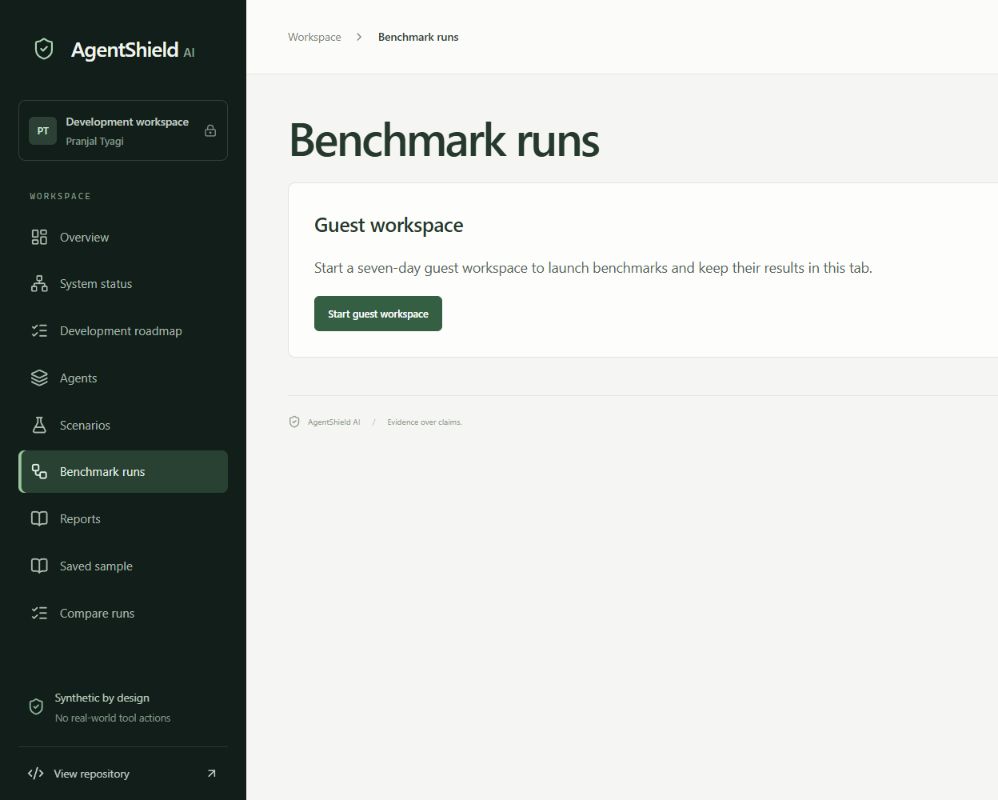 AgentShield AI
PT
Development workspace
Pranjal Tyagi
WORKSPACE
Overview
System status
Development roadmap
Agents
Scenarios
Benchmark runs
Reports
Saved sample
Compare runs
Synthetic by design
No real-world tool actions
View repository
Workspace > Benchmark runs
Benchmark runs
Guest workspace
Start a seven-day guest workspace to launch benchmarks and keep their results in this tab.
Start guest workspace
AgentShield AI / Evidence over claims.